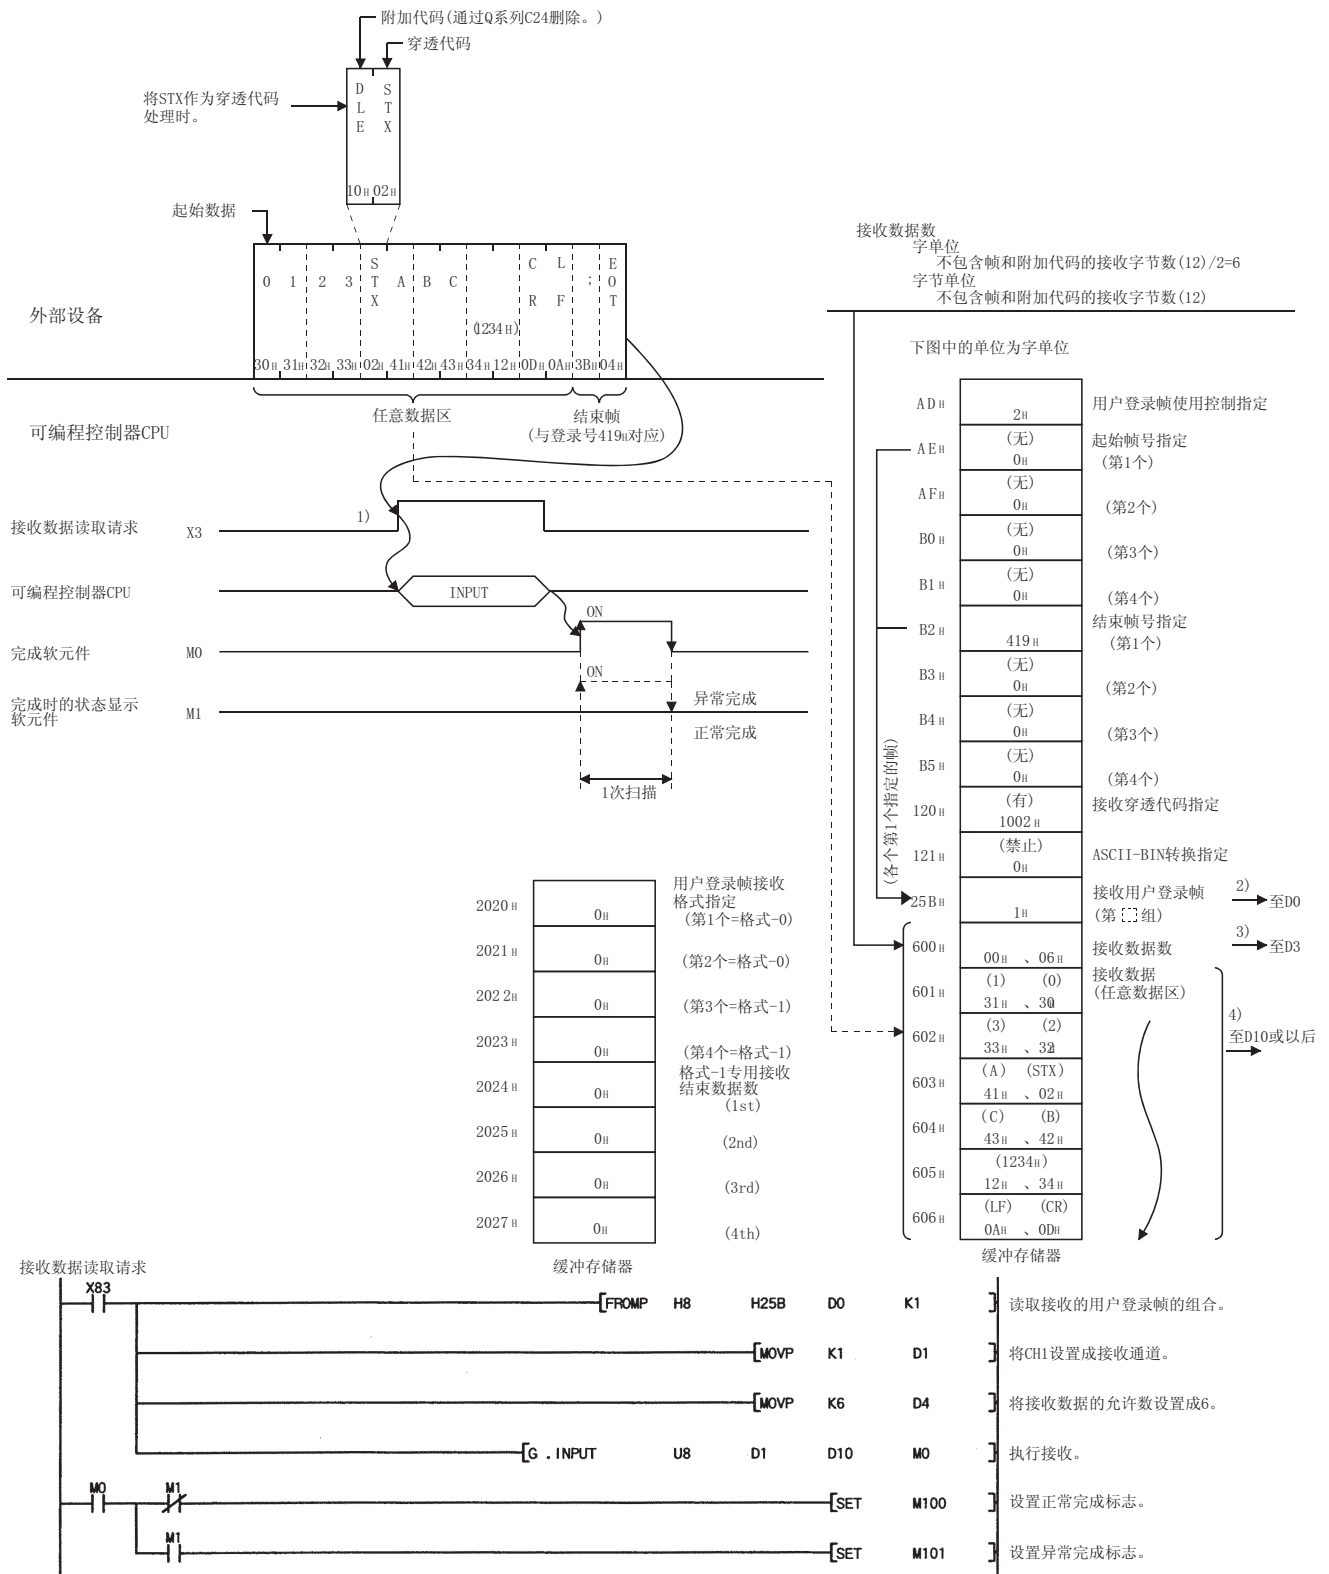 附加代码(通过Q系列C24删除。)
穿透代码
将STX作为穿透代码
处理时。
D S
L T
E X
10H 02H
起始数据
外部设备
0 1 2 3 STX A B C (1234H) CR LF ; EOT
30H 31H 32H 33H 02H 41H 42H 43H 34H 12H 0DH 0AH 3BH 04H
任意数据区
结束帧
(与登录号419H对应)
可编程控制器CPU
1)
接收数据读取请求 X3
可编程控制器CPU INPUT
ON
完成软元件 M0
ON
完成时的状态显示
软元件 M1
异常完成
正常完成
1次扫描
接收数据数
字单位
不包含帧和附加代码的接收字节数(12)/2=6
字节单位
不包含帧和附加代码的接收字节数(12)
下图中的单位为字单位
ADH 2H 用户登录帧使用控制指定
AEH (无) 0H 起始帧号指定
(第1个)
AFH (无) 0H (第2个)
B0H (无) 0H (第3个)
B1H (无) 0H (第4个)
B2H 419H 结束帧号指定
(第1个)
B3H (无) 0H (第2个)
B4H (无) 0H (第3个)
B5H (无) 0H (第4个)
(各个第1个指定的帧)
120H (有) 1002H 接收穿透代码指定
121H (禁止) 0H ASCII-BIN转换指定
25BH 1H 接收用户登录帧
(第 组)
2) 至D0
600H 00H 、06H 接收数据数
3) 至D3
601H (1) (0) 31H 、30H 接收数据
(任意数据区)
602H (3) (2) 33H 、32H
603H (A) (STX) 41H 、02H
604H (C) (B) 43H 、42H
605H (1234H) 12H 、34H
606H (LF) (CR) 0AH 、0DH
4)
至D10或以后
缓冲存储器
2020H 0H 用户登录帧接收
格式指定
(第1个=格式-0)
2021H 0H (第2个=格式-0)
2022H 0H (第3个=格式-1)
2023H 0H (第4个=格式-1)
2024H 0H 格式-1专用接收
结束数据数
(1st)
2025H 0H (2nd)
2026H 0H (3rd)
2027H 0H (4th)
缓冲存储器
接收数据读取请求
X83
FROMP H8 H25B D0 K1 读取接收的用户登录帧的组合。
MOVP K1 D1 将CH1设置成接收通道。
MOVP K6 D4 将接收数据的允许数设置成6。
G .INPUT U8 D1 D10 M0 执行接收。
M0 M1
SET M100 设置正常完成标志。
M1
SET M101 设置异常完成标志。